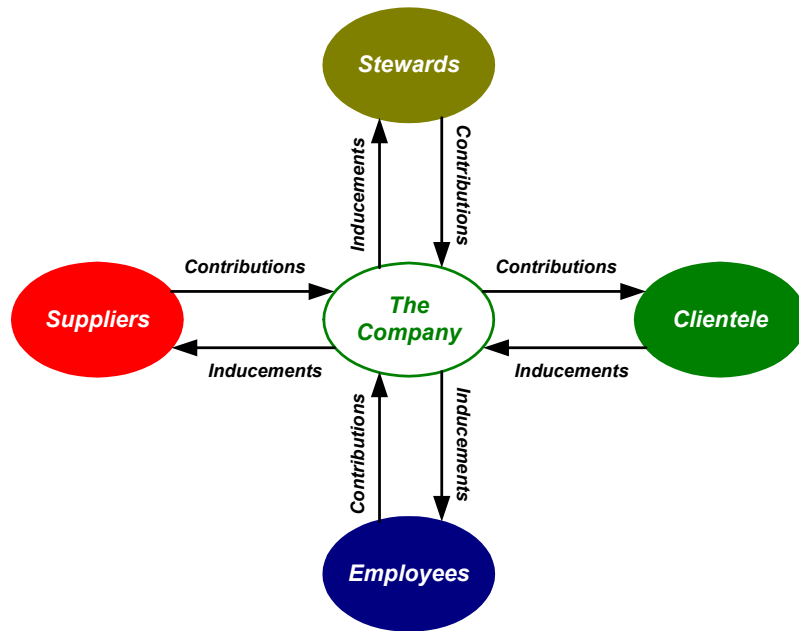 Stewards
Inducements
Contributions
Contributions
Contributions
Suppliers
The
Company
Clientele
Inducements
Inducements
Contributions
Inducements
Employees